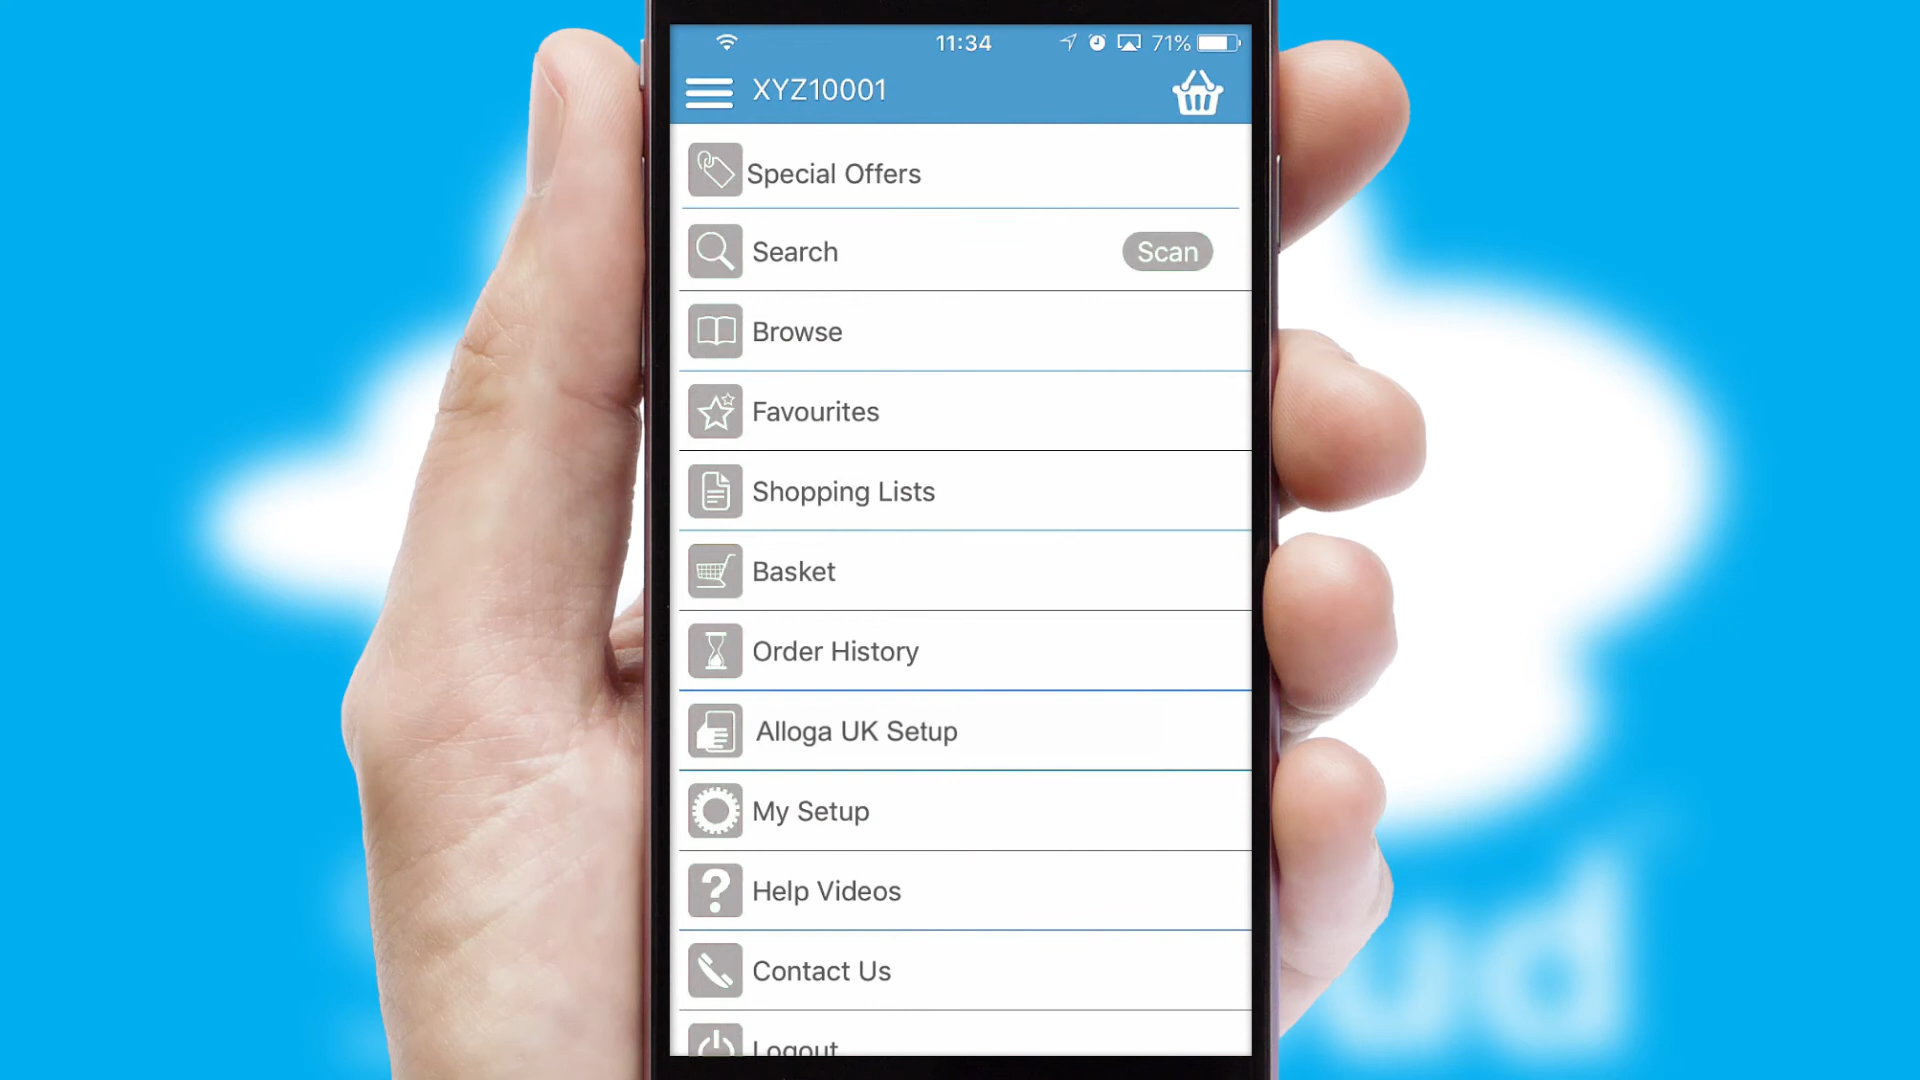 11:34 71%
XYZ10001
Special Offers
Search Scan
Browse
Favourites
Shopping Lists
Basket
Order History
Alloga UK Setup
My Setup
Help Videos
Contact Us
Logout
ud